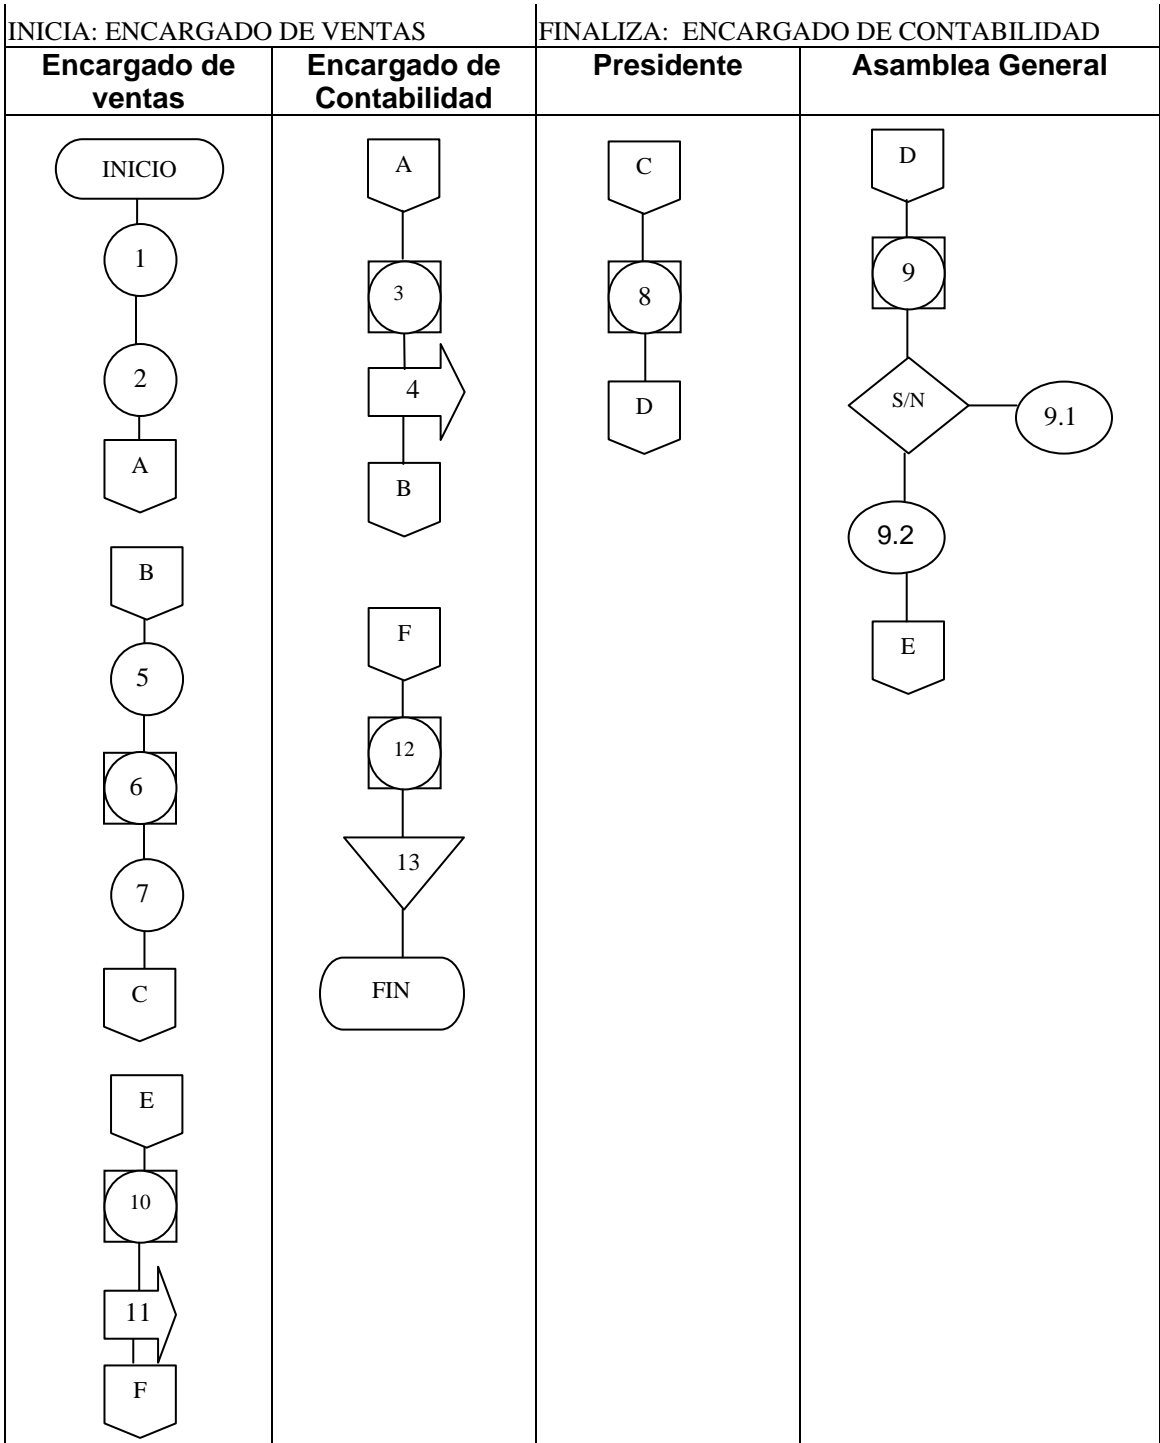 INICIA: ENCARGADO DE VENTAS
FINALIZA: ENCARGADO DE CONTABILIDAD
Encargado de
ventas
Encargado de
Contabilidad
Presidente
Asamblea General
INICIO
1
2
A
B
5
6
7
C
E
10
11
F
A
3
4
B
F
12
13
FIN
C
8
D
D
9
S/N
9.1
9.2
E